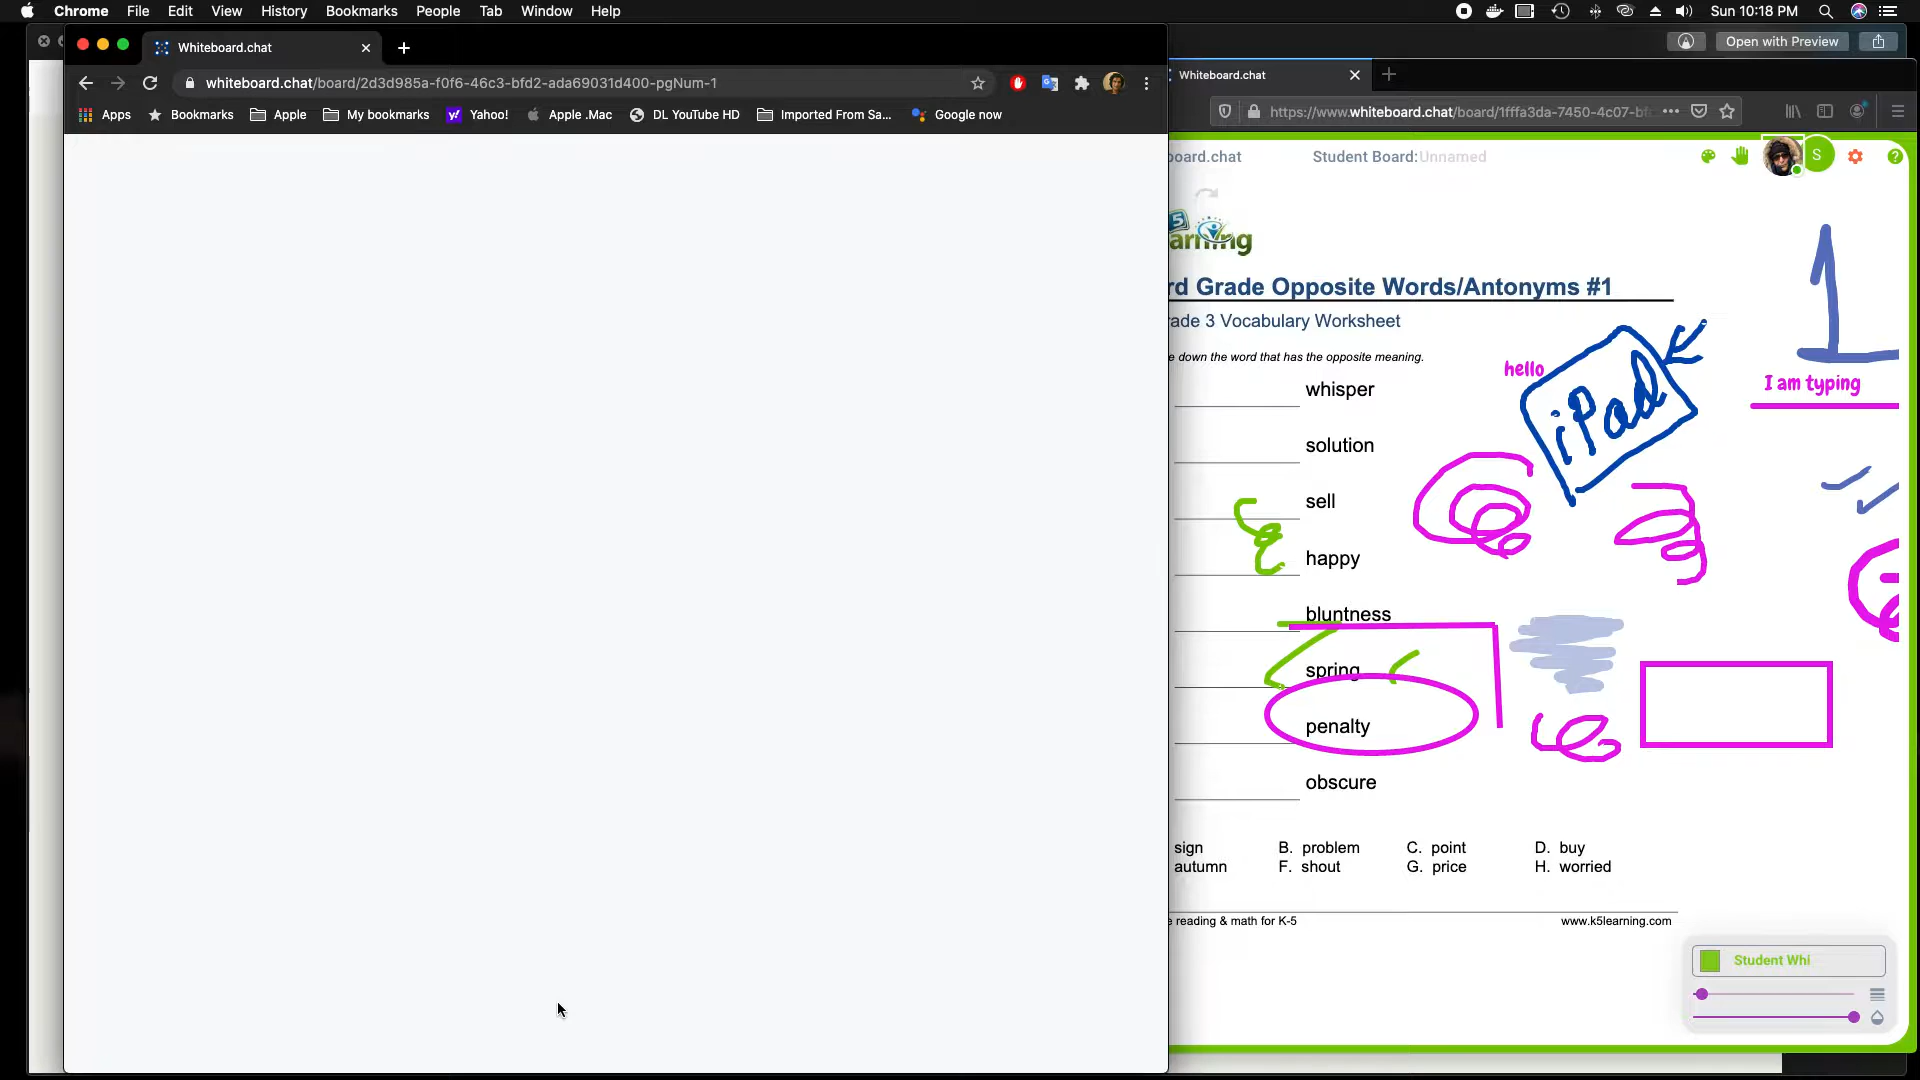 Chrome File Edit View History Bookmarks People Tab Window Help
Sun 10:18 PM
Open with Preview
Whiteboard.chat
whiteboard.chat/board/2d3d985a-f0f6-46c3-bfd2-ada69031d400-pgNum-1
Apps Bookmarks Apple My bookmarks Yahoo! Apple .Mac DL YouTube HD Imported From Sa... Google now
Whiteboard.chat
https://www.whiteboard.chat/board/1fffa3da-7450-4c07-bf
board.chat Student Board:Unnamed
S
5
arning
rd Grade Opposite Words/Antonyms #1
ade 3 Vocabulary Worksheet
e down the word that has the opposite meaning.
hello
iPad
1
I am typing
whisper
solution
sell
happy
bluntness
spring
penalty
obscure
sign B. problem C. point D. buy
autumn F. shout G. price H. worried
e reading & math for K-5 www.k5learning.com
Student Whi